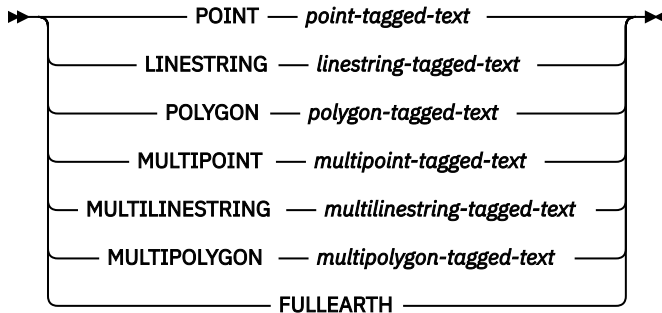 POINT point-tagged-text
LINESTRING linestring-tagged-text
POLYGON polygon-tagged-text
MULTIPOINT multipoint-tagged-text
MULTILINESTRING multilinestring-tagged-text
MULTIPOLYGON multipolygon-tagged-text
FULLEARTH